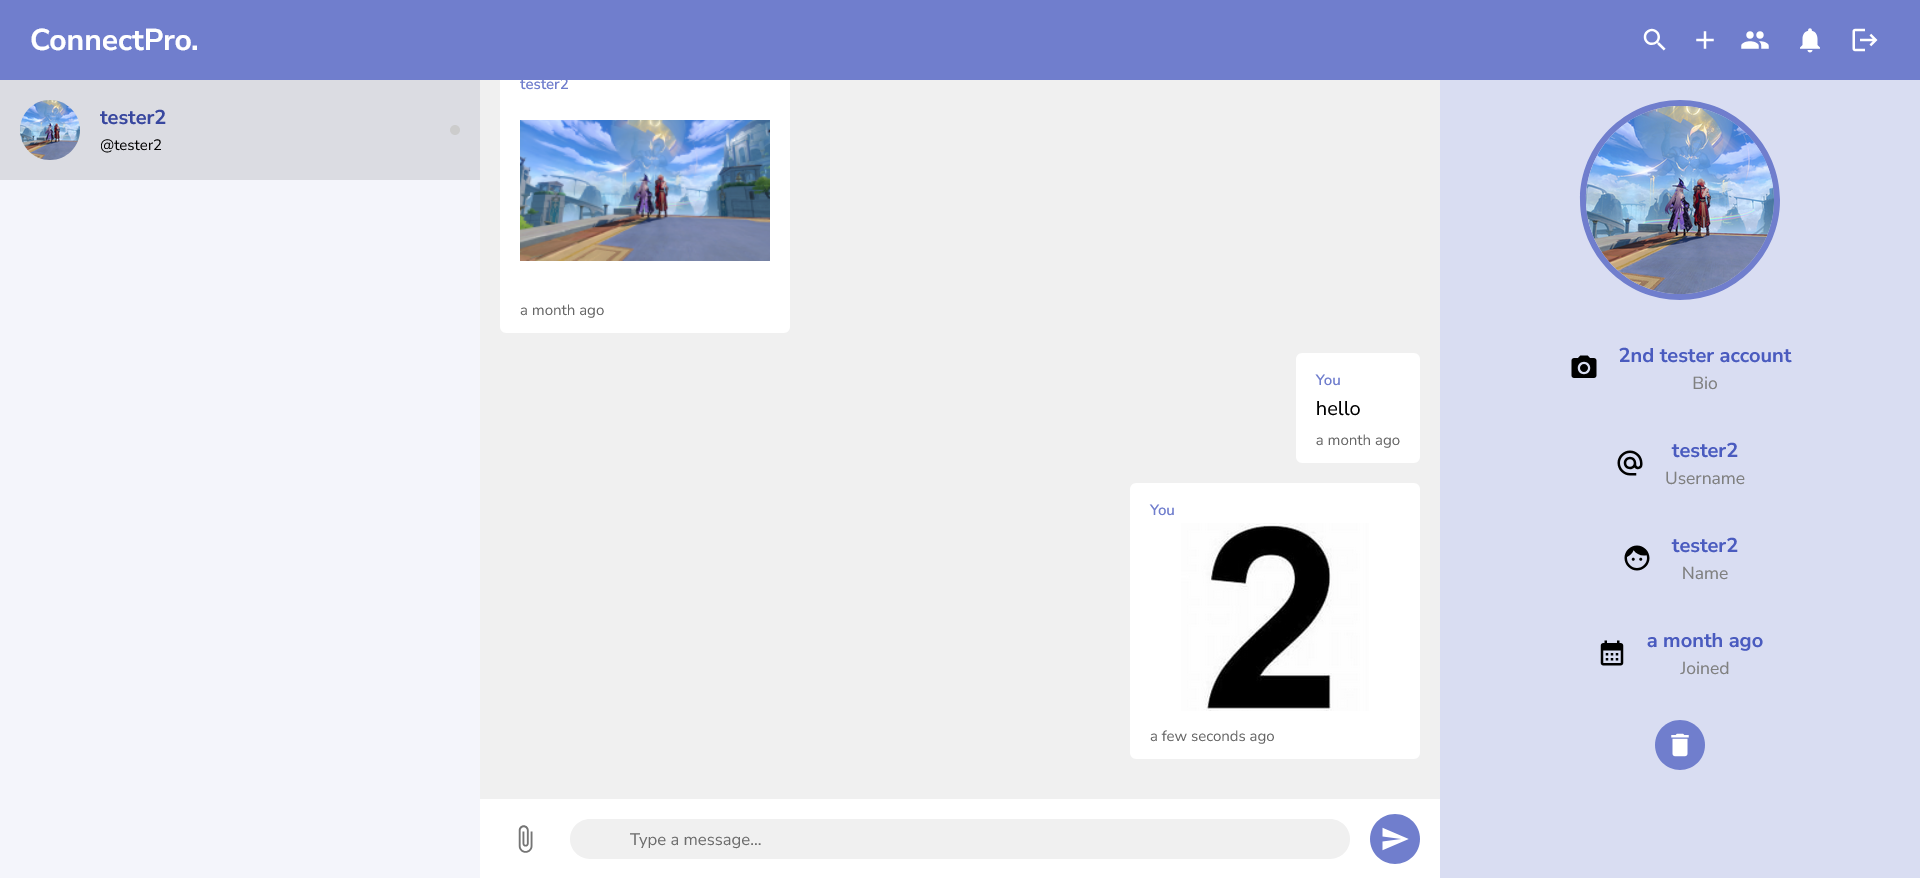 ConnectPro.
tester2
@tester2
tester2
a month ago
You
hello
a month ago
You
2
a few seconds ago
Type a message...
2nd tester account
Bio
tester2
Username
tester2
Name
a month ago
Joined